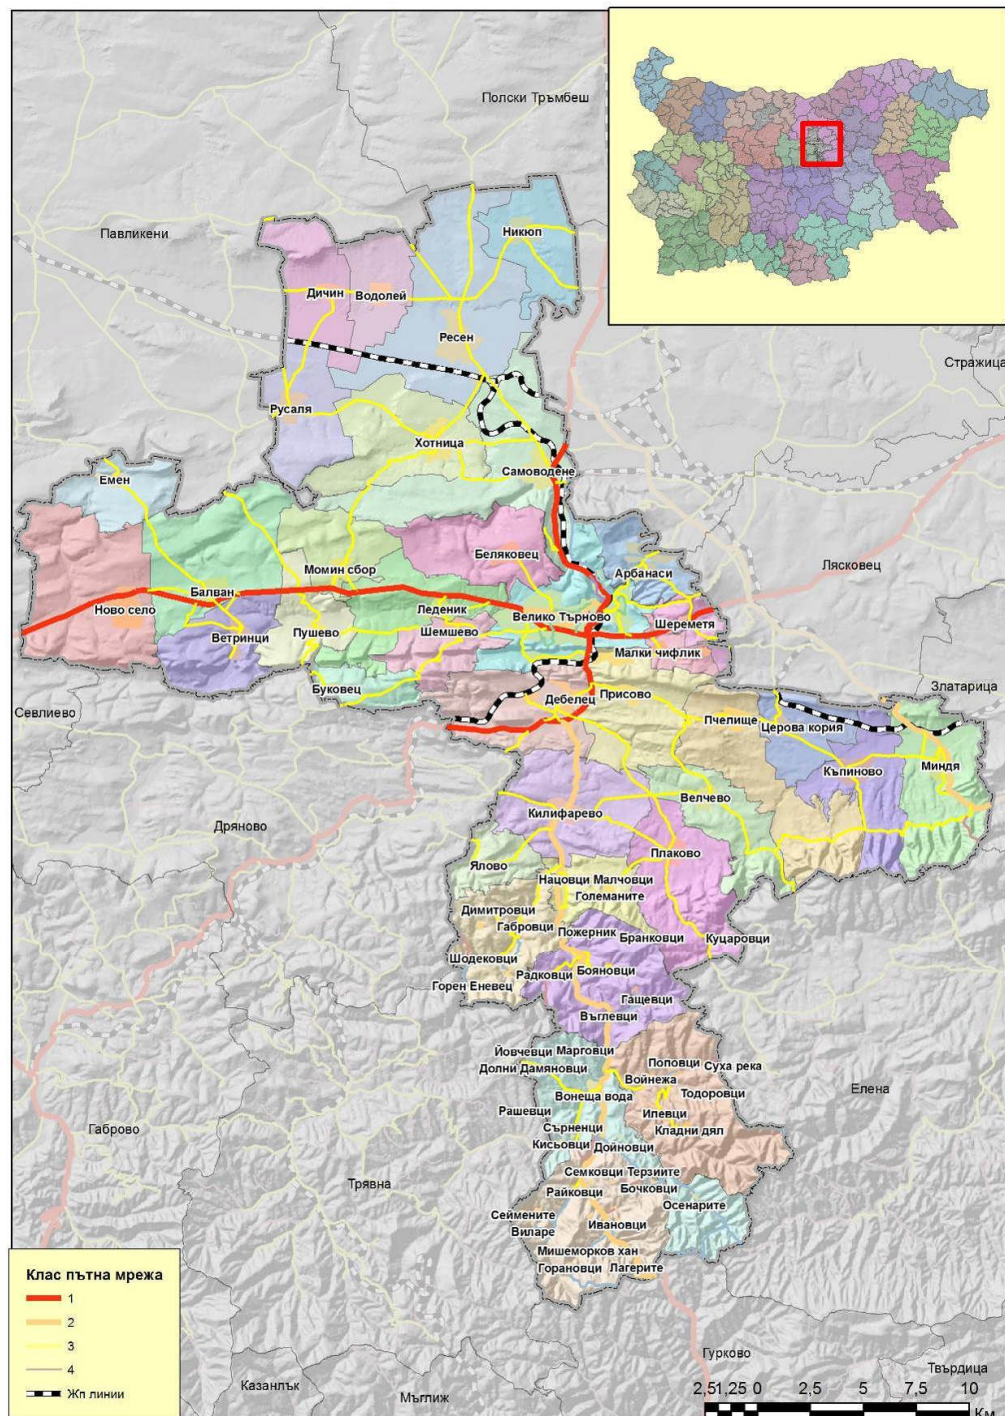 Полски Тръмбеш
Павликени
Никюп
Дичин
Водолей
Ресен
Стражица
Русаля
Хотница
Самоводене
Емен
Беляковец
Лясковец
Момин сбор
Арбанаси
Балван
Ново село
Леденик
Велико Търново
Шереметя
Ветринци
Пушево
Шемшево
Малки чифлик
Буковец
Златарица
Дебелец
Присово
Севлиево
Пчелище
Церова кория
Къпиново
Миндя
Велчево
Килифарево
Дряново
Плаково
Ялово
Нацовци
Малчовци
Големаните
Димитровци
Габровци
Пожерник
Бранковци
Куцаровци
Шодековци
Радковци
Бояновци
Горен Еневец
Гащевци
Въглевци
Йовчевци
Марговци
Поповци
Суха река
Долни Дамяновци
Войнежа
Елена
Вонеща вода
Тодоровци
Рашевци
Илевци
Габрово
Сърненци
Кладни дял
Кисьовци
Дойновци
Трявна
Семковци
Терзиите
Райковци
Бочковци
Осенарите
Сеймените
Ивановци
Виларе
Мишеморков хан
Горановци
Лагерите
Клас пътна мрежа
1
2
3
4
Жп линии
Гурково
Твърдица
Казанлък
Мъглиж
2,51,25 0 2,5 5 7,5 10
Км